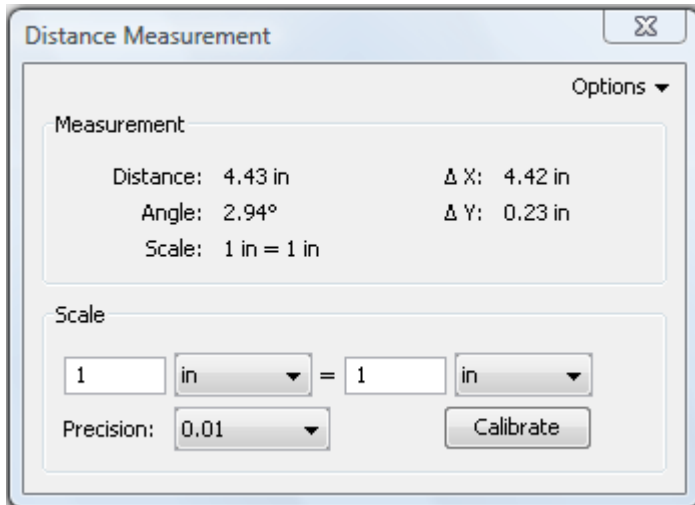 Distance Measurement
Options
Measurement
Distance: 4.43 in Δ X: 4.42 in
Angle: 2.94° Δ Y: 0.23 in
Scale: 1 in = 1 in
Scale
1 in = 1 in
Precision: 0.01 Calibrate